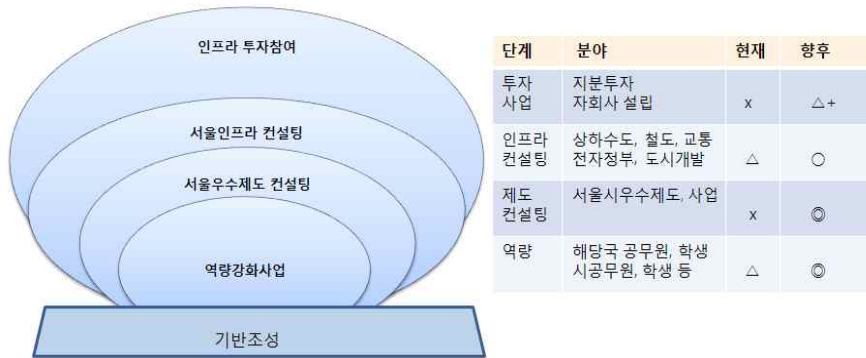 인프라 투자참여
서울인프라 컨설팅
서울우수제도 컨설팅
역량강화사업
기반조성
단계 분야 현재 향후
투자 지분투자
사업 자회사 설립 x △+
인프라 상하수도, 철도, 교통
컨설팅 전자정부, 도시개발 △ ○
제도 서울시우수제도, 사업
컨설팅 x ◎
역량 해당국 공무원, 학생
시공무원, 학생 등 △ ◎